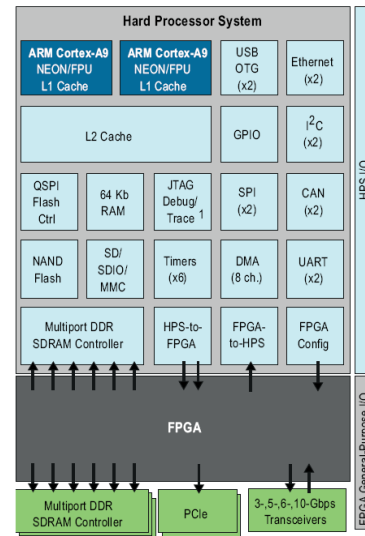 Hard Processor System
ARM Cortex-A9
NEON/FPU
L1 Cache
ARM Cortex-A9
NEON/FPU
L1 Cache
USB
OTG
(x2)
Ethernet
(x2)
L2 Cache
GPIO
I²C
(x2)
QSPI
Flash
Ctrl
64 Kb
RAM
JTAG
Debug/
Trace ¹
SPI
(x2)
CAN
(x2)
NAND
Flash
SD/
SDIO/
MMC
Timers
(x6)
DMA
(8 ch.)
UART
(x2)
Multiport DDR
SDRAM Controller
HPS-to-
FPGA
FPGA-
to-HPS
FPGA
Config
HPS I/O
FPGA
FPGA General-Purpose I/O
Multiport DDR
SDRAM Controller
PCIe
3-,5-,6-,10-Gbps
Transceivers